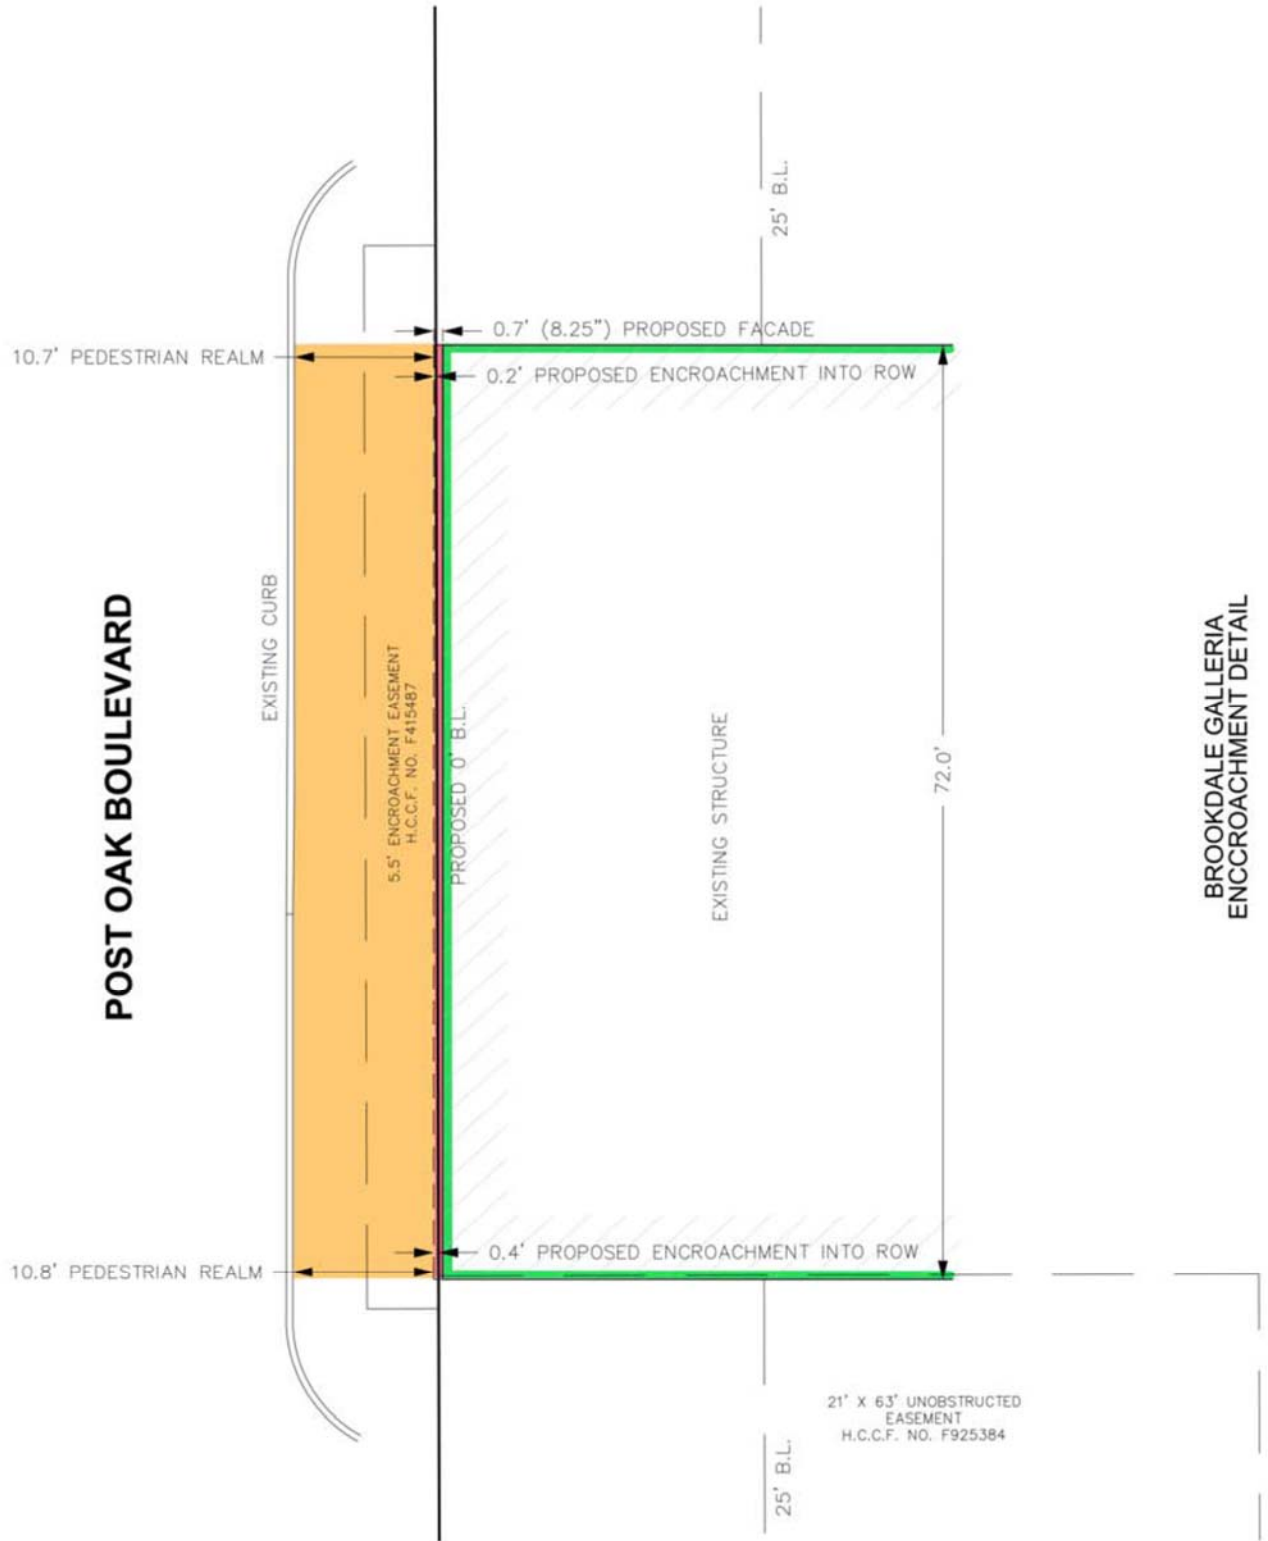 25' B.L.
0.7' (8.25") PROPOSED FACADE
10.7' PEDESTRIAN REALM
0.2' PROPOSED ENCROACHMENT INTO ROW
POST OAK BOULEVARD
EXISTING CURB
5.5' ENCROACHMENT EASEMENT
H.C.C.F. NO. F415487
PROPOSED 0' B.L.
EXISTING STRUCTURE
72.0'
BROOKDALE GALLERIA
ENCCROACHMENT DETAIL
0.4' PROPOSED ENCROACHMENT INTO ROW
10.8' PEDESTRIAN REALM
21' X 63' UNOBSTRUCTED
EASEMENT
H.C.C.F. NO. F925384
25' B.L.